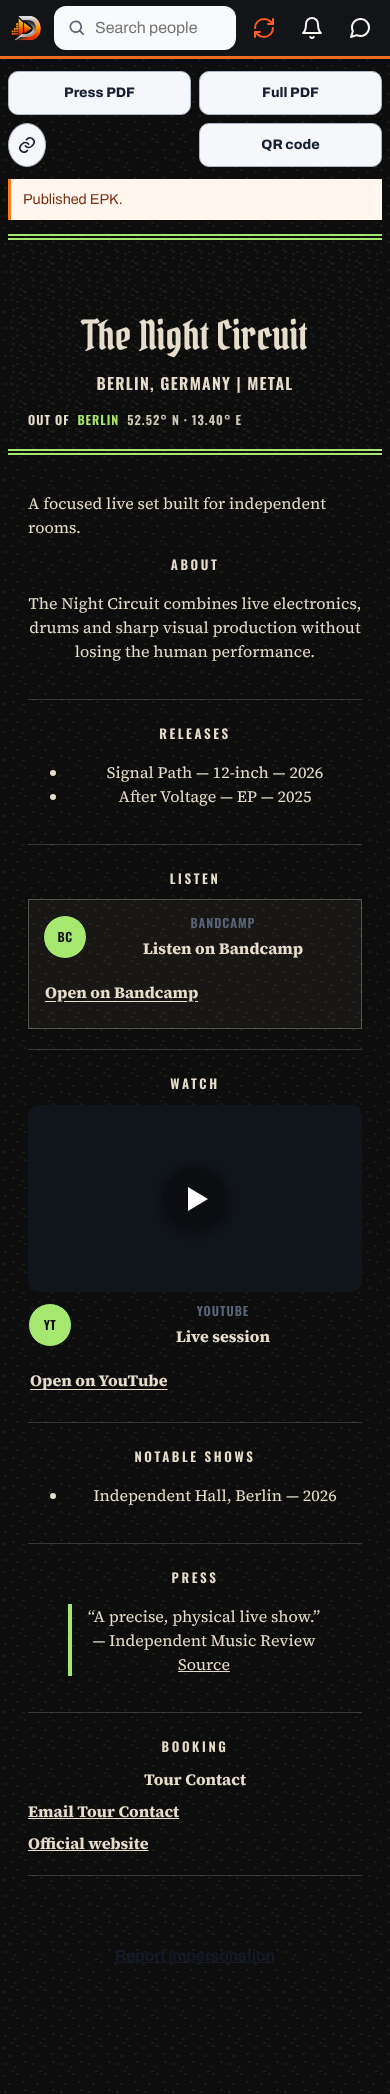 Search people
Press PDF
Full PDF
QR code
Published EPK.
The Night Circuit
BERLIN, GERMANY | METAL
OUT OF BERLIN 52.52° N · 13.40° E
A focused live set built for independent
rooms.
ABOUT
The Night Circuit combines live electronics,
drums and sharp visual production without
losing the human performance.
RELEASES
• Signal Path — 12-inch — 2026
• After Voltage — EP — 2025
LISTEN
BC
BANDCAMP
Listen on Bandcamp
Open on Bandcamp
WATCH
YT
YOUTUBE
Live session
Open on YouTube
NOTABLE SHOWS
• Independent Hall, Berlin — 2026
PRESS
“A precise, physical live show.”
— Independent Music Review
Source
BOOKING
Tour Contact
Email Tour Contact
Official website
Report impersonation